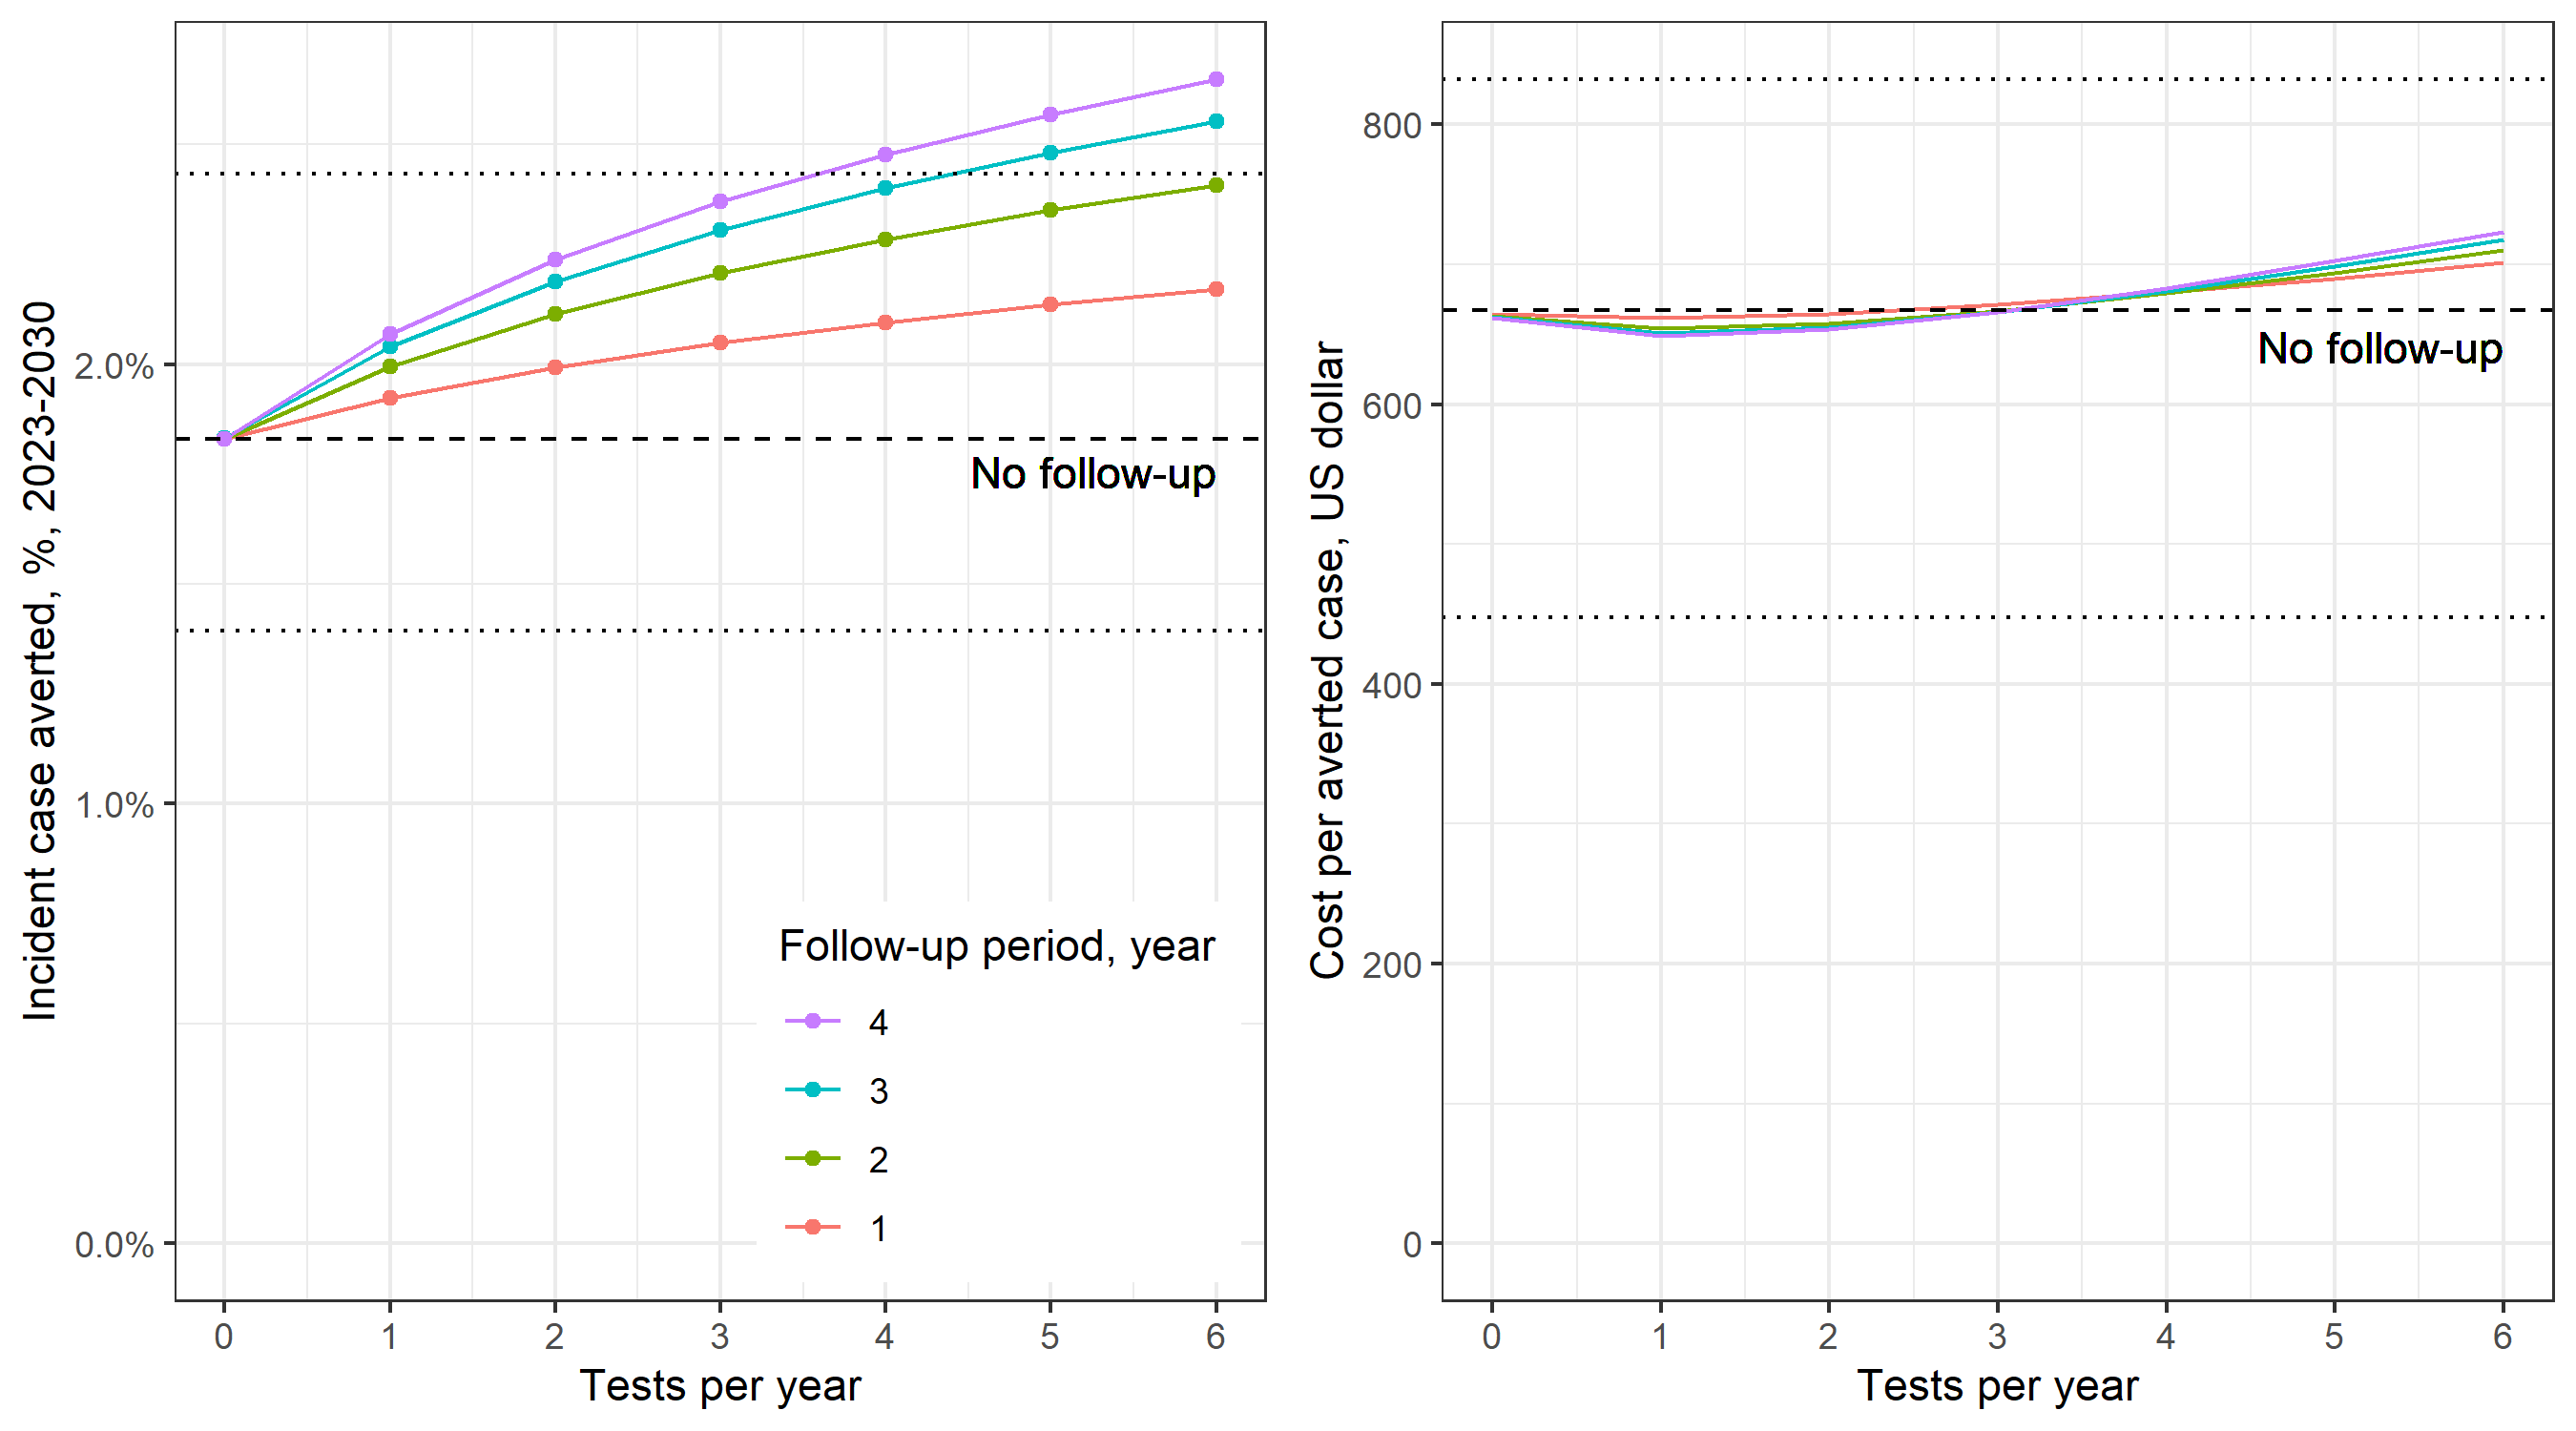 Incident case averted, %, 2023-2030
2.0%
1.0%
0.0%
No follow-up
Follow-up period, year
4
3
2
1
0 1 2 3 4 5 6
Tests per year
Cost per averted case, US dollar
800
600
400
200
0
No follow-up
0 1 2 3 4 5 6
Tests per year